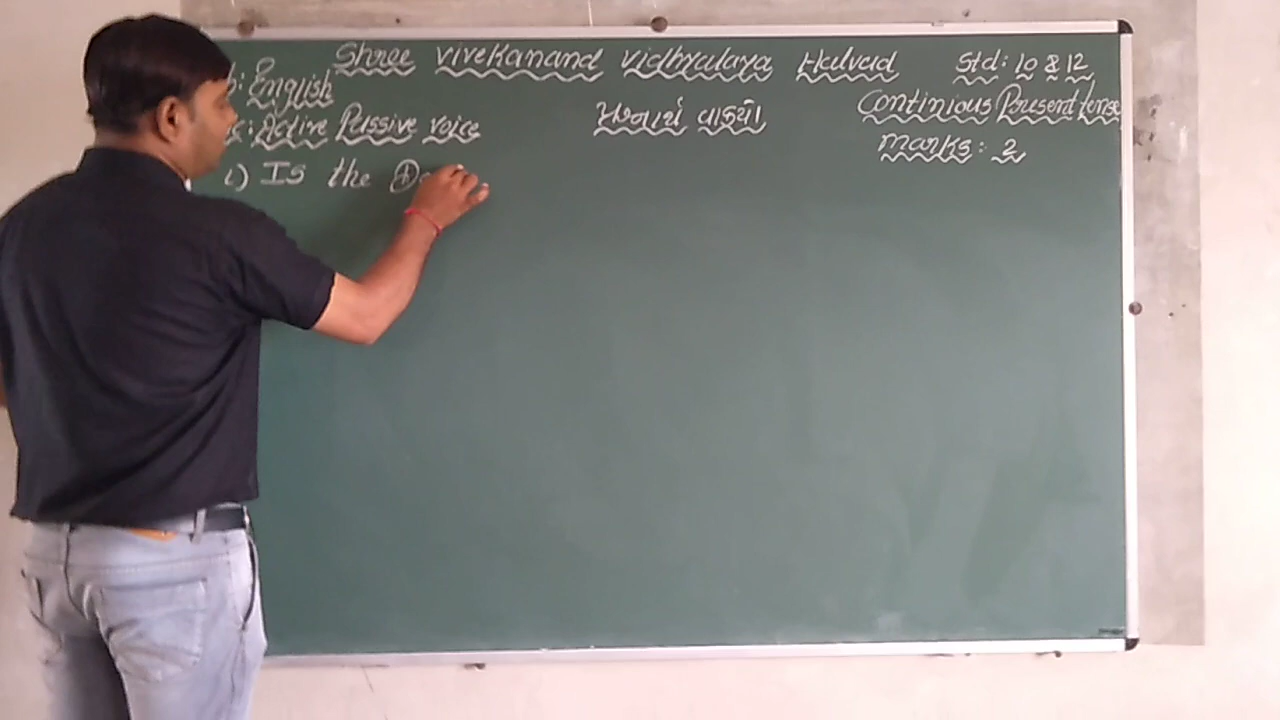 Shree Vivekanand Vidhyalaya Halvad Std: 10 & 12
b: English
c: Active Passive voice પ્રશ્નાર્થ વાક્યો Continious Present tense
marks: 2
i) Is the